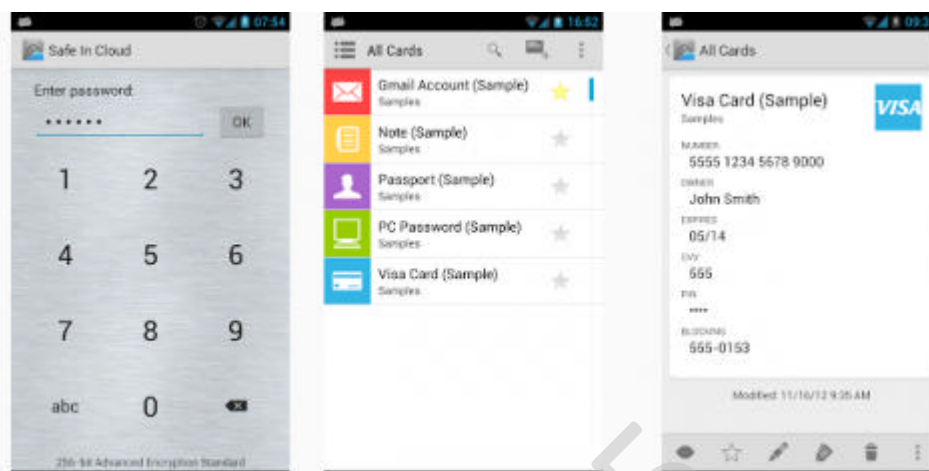 07:54
Safe In Cloud
Enter password:
••••••
OK
1 2 3
4 5 6
7 8 9
abc 0
256-bit Advanced Encryption Standard
16:52
All Cards
Gmail Account (Sample)
Samples
Note (Sample)
Samples
Passport (Sample)
Samples
PC Password (Sample)
Samples
Visa Card (Sample)
Samples
09:3
All Cards
Visa Card (Sample)
Samples
VISA
NUMBER
5555 1234 5678 9000
OWNER
John Smith
EXPIRES
05/14
CVV
555
PIN
••••
BLOCKING
555-0153
Modified: 11/16/12 9:35 AM